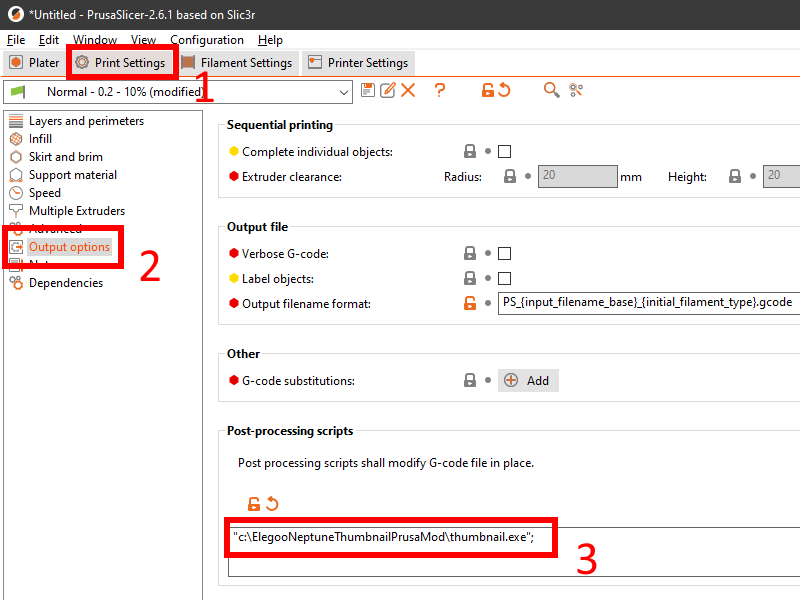 *Untitled - PrusaSlicer-2.6.1 based on Slic3r
File Edit Window View Configuration Help
Plater Print Settings Filament Settings Printer Settings
1
Normal - 0.2 - 10% (modified)
Layers and perimeters
Infill
Skirt and brim
Support material
Speed
Multiple Extruders
Advanced
Output options
2
Dependencies
Sequential printing
Complete individual objects:
Extruder clearance: Radius: 20 mm Height: 20
Output file
Verbose G-code:
Label objects:
Output filename format: PS_{input_filename_base}_{initial_filament_type}.gcode
Other
G-code substitutions: Add
Post-processing scripts
Post processing scripts shall modify G-code file in place.
"c:\ElegooNeptuneThumbnailPrusaMod\thumbnail.exe";
3